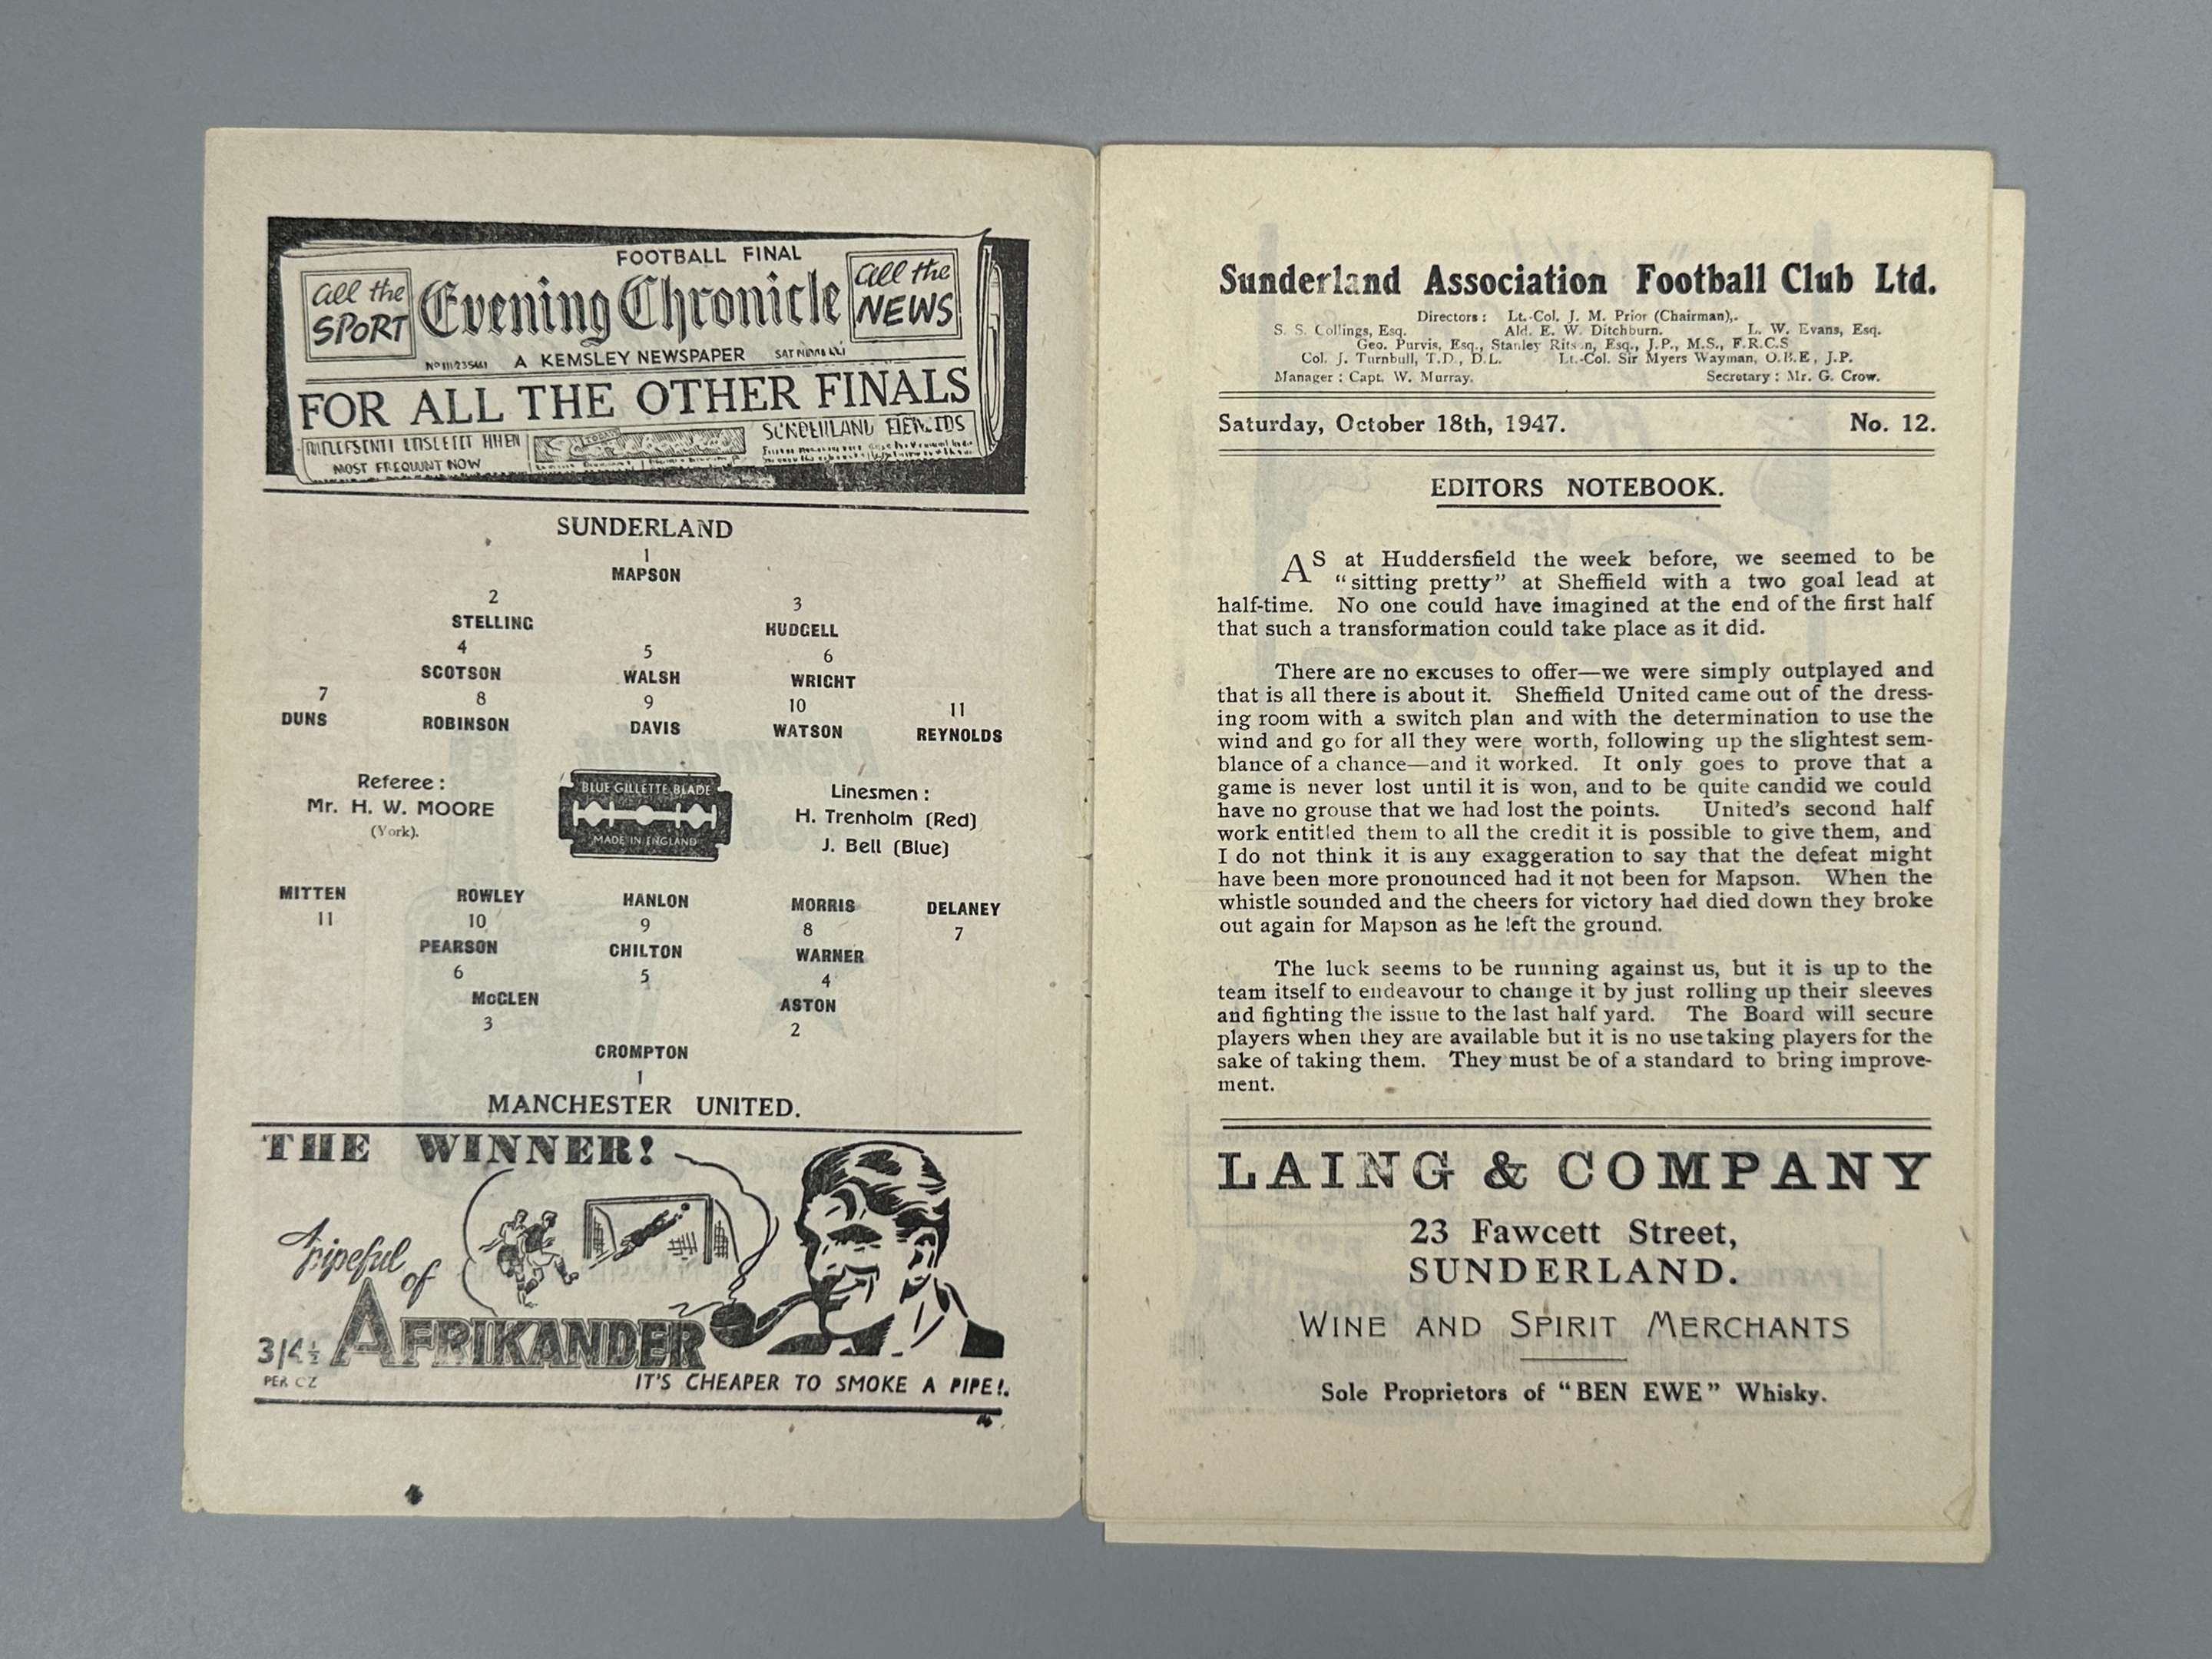 FOOTBALL FINAL
All the SPORT
Evening Chronicle
All the NEWS
A KEMSLEY NEWSPAPER
FOR ALL THE OTHER FINALS
MOST FREQUUNT NOW
SUNDERLAND
1
MAPSON
2 3
STELLING HUDGELL
4 5 6
SCOTSON WALSH WRIGHT
7 8 9 10 11
DUNS ROBINSON DAVIS WATSON REYNOLDS
Referee :
Mr. H. W. MOORE
(York).
BLUE GILLETTE BLADE
MADE IN ENGLAND
Linesmen :
H. Trenholm (Red)
J. Bell (Blue)
MITTEN ROWLEY HANLON MORRIS DELANEY
11 10 9 8 7
PEARSON CHILTON WARNER
6 5 4
McCLEN ASTON
3 2
CROMPTON
1
MANCHESTER UNITED.
THE WINNER!
A pipeful of
AFRIKANDER
3/4½
PER OZ
IT'S CHEAPER TO SMOKE A PIPE!.
Sunderland Association Football Club Ltd.
Directors : Lt.-Col. J. M. Prior (Chairman),.
S. S. Collings, Esq. Ald. E. W. Ditchburn. L. W. Evans, Esq.
Geo. Purvis, Esq., Stanley Ritson, Esq., J.P., M.S., F.R.C.S
Col. J. Turnbull, T.D., D.L. Lt.-Col. Sir Myers Wayman, O.B.E, J.P.
Manager : Capt. W. Murray. Secretary : Mr. G. Crow.
Saturday, October 18th, 1947. No. 12.
EDITORS NOTEBOOK.
AS at Huddersfield the week before, we seemed to be
"sitting pretty" at Sheffield with a two goal lead at
half-time. No one could have imagined at the end of the first half
that such a transformation could take place as it did.
There are no excuses to offer—we were simply outplayed and
that is all there is about it. Sheffield United came out of the dress-
ing room with a switch plan and with the determination to use the
wind and go for all they were worth, following up the slightest sem-
blance of a chance—and it worked. It only goes to prove that a
game is never lost until it is won, and to be quite candid we could
have no grouse that we had lost the points. United's second half
work entitled them to all the credit it is possible to give them, and
I do not think it is any exaggeration to say that the defeat might
have been more pronounced had it not been for Mapson. When the
whistle sounded and the cheers for victory had died down they broke
out again for Mapson as he left the ground.
The luck seems to be running against us, but it is up to the
team itself to endeavour to change it by just rolling up their sleeves
and fighting the issue to the last half yard. The Board will secure
players when they are available but it is no use taking players for the
sake of taking them. They must be of a standard to bring improve-
ment.
LAING & COMPANY
23 Fawcett Street,
SUNDERLAND.
WINE AND SPIRIT MERCHANTS
Sole Proprietors of "BEN EWE" Whisky.